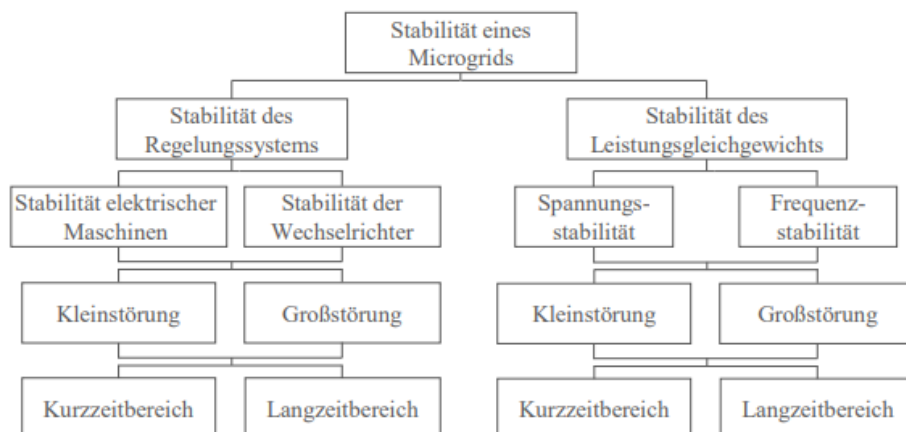 Stabilität eines
Microgrids
Stabilität des
Regelungssystems
Stabilität des
Leistungsgleichgewichts
Stabilität elektrischer
Maschinen
Stabilität der
Wechselrichter
Spannungs-
stabilität
Frequenz-
stabilität
Kleinstörung
Großstörung
Kleinstörung
Großstörung
Kurzzeitbereich
Langzeitbereich
Kurzzeitbereich
Langzeitbereich